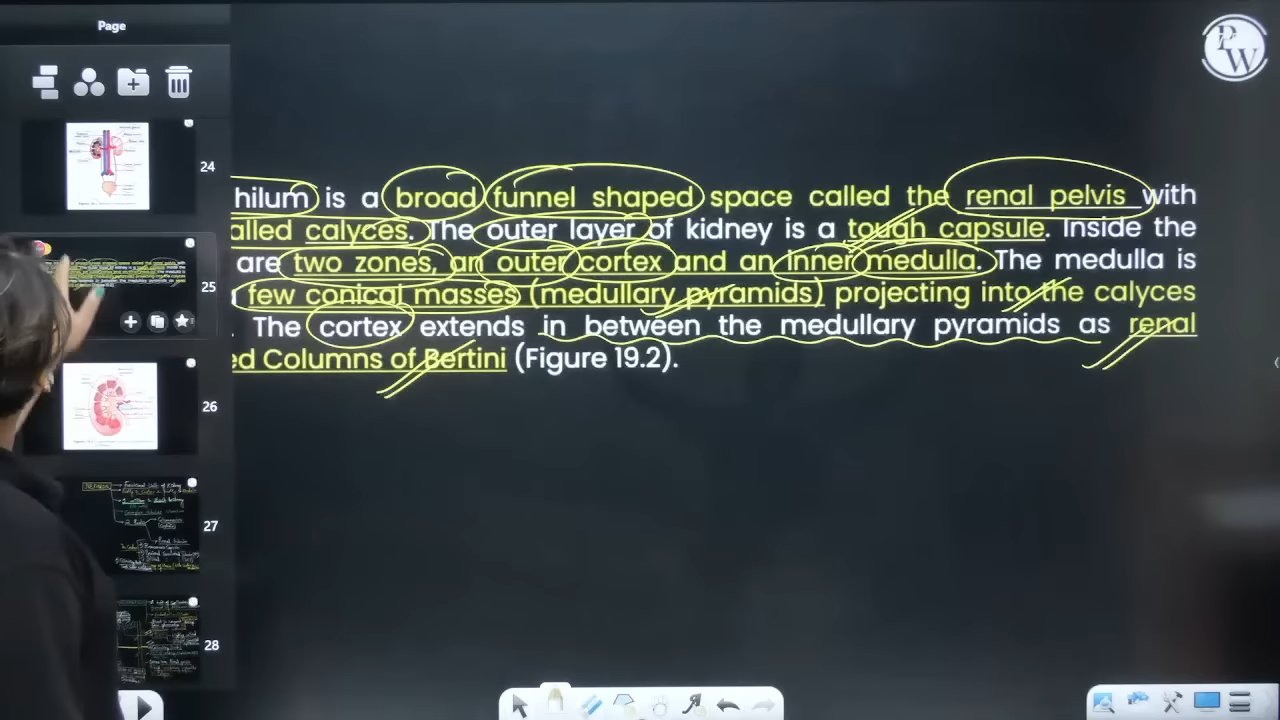 Page
PW
24
hilum is a broad funnel shaped space called the renal pelvis with
alled calyces. The outer layer of kidney is a tough capsule. Inside the
are two zones, an outer cortex and an inner medulla. The medulla is
few conical masses (medullary pyramids) projecting into the calyces
. The cortex extends in between the medullary pyramids as renal
ed Columns of Bertini (Figure 19.2).
25
26
27
28